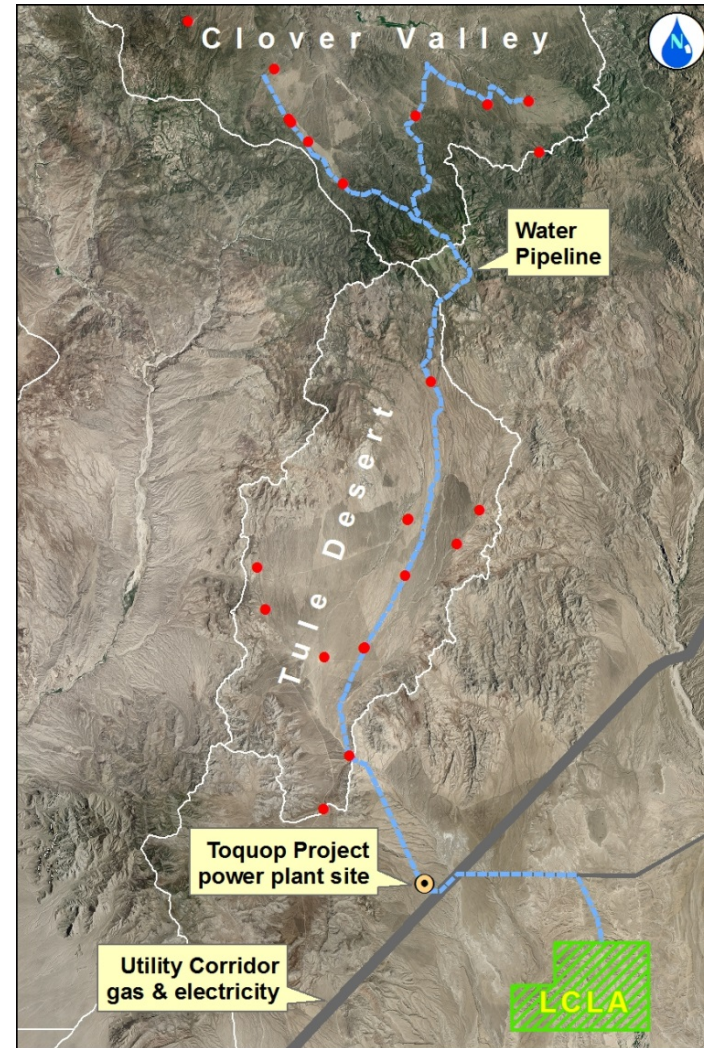 Clover Valley
N
Water
Pipeline
Tule Desert
Toquop Project
power plant site
Utility Corridor
gas & electricity
LCLA